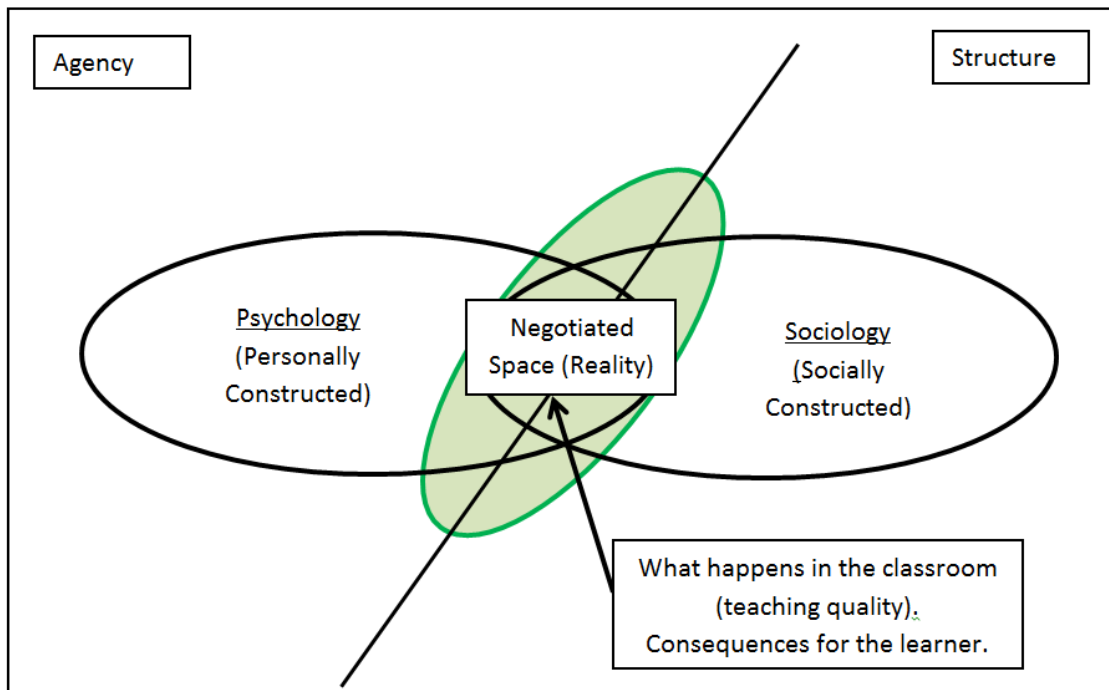 Agency
Structure
Psychology
(Personally
Constructed)
Negotiated
Space (Reality)
Sociology
(Socially
Constructed)
What happens in the classroom
(teaching quality).
Consequences for the learner.